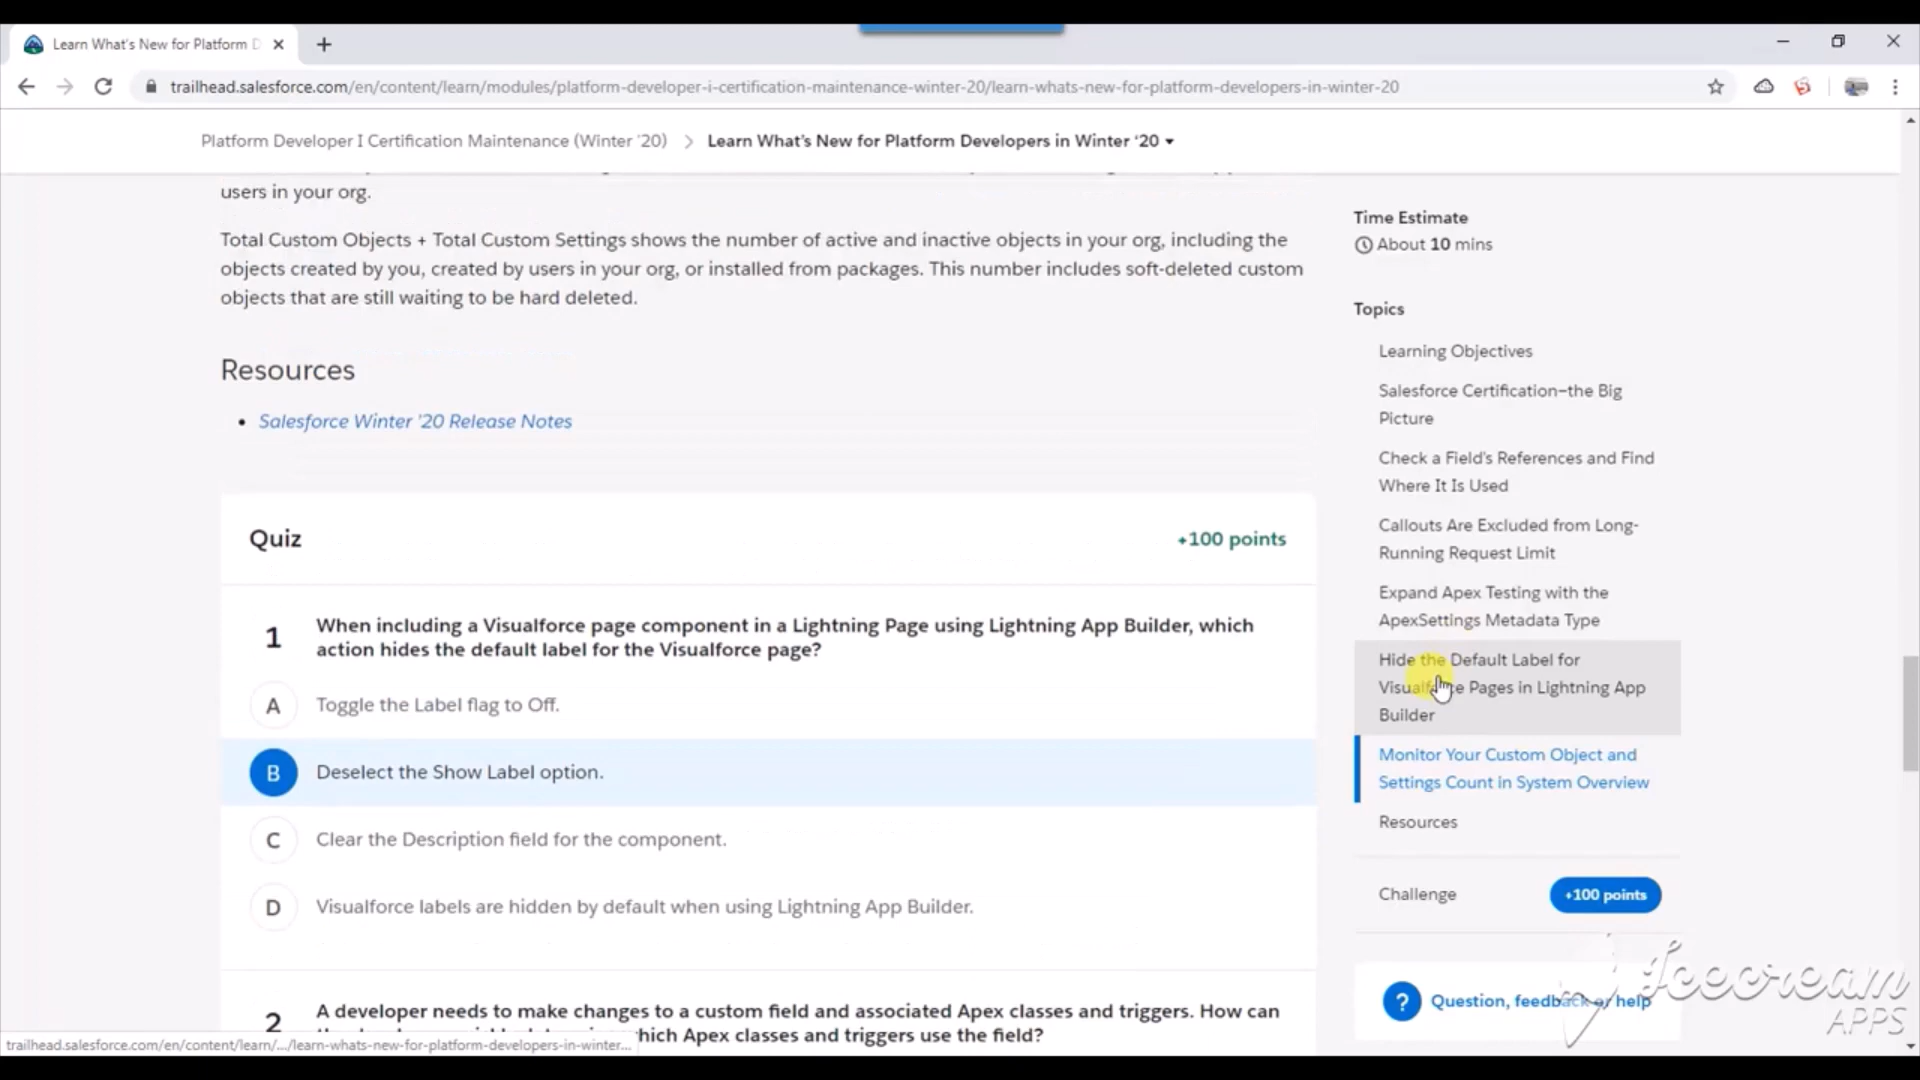 Learn What's New for Platform D
trailhead.salesforce.com/en/content/learn/modules/platform-developer-i-certification-maintenance-winter-20/learn-whats-new-for-platform-developers-in-winter-20
Platform Developer I Certification Maintenance (Winter '20) > Learn What's New for Platform Developers in Winter '20
users in your org.
Total Custom Objects + Total Custom Settings shows the number of active and inactive objects in your org, including the
objects created by you, created by users in your org, or installed from packages. This number includes soft-deleted custom
objects that are still waiting to be hard deleted.
Resources
• Salesforce Winter '20 Release Notes
Quiz
+100 points
1
When including a Visualforce page component in a Lightning Page using Lightning App Builder, which
action hides the default label for the Visualforce page?
A Toggle the Label flag to Off.
B Deselect the Show Label option.
C Clear the Description field for the component.
D Visualforce labels are hidden by default when using Lightning App Builder.
2
A developer needs to make changes to a custom field and associated Apex classes and triggers. How can
hich Apex classes and triggers use the field?
trailhead.salesforce.com/en/content/learn/.../learn-whats-new-for-platform-developers-in-winter...
Time Estimate
About 10 mins
Topics
Learning Objectives
Salesforce Certification—the Big
Picture
Check a Field's References and Find
Where It Is Used
Callouts Are Excluded from Long-
Running Request Limit
Expand Apex Testing with the
ApexSettings Metadata Type
Hide the Default Label for
Visualforce Pages in Lightning App
Builder
Monitor Your Custom Object and
Settings Count in System Overview
Resources
Challenge
+100 points
? Question, feedback or help
Icecream
APPS